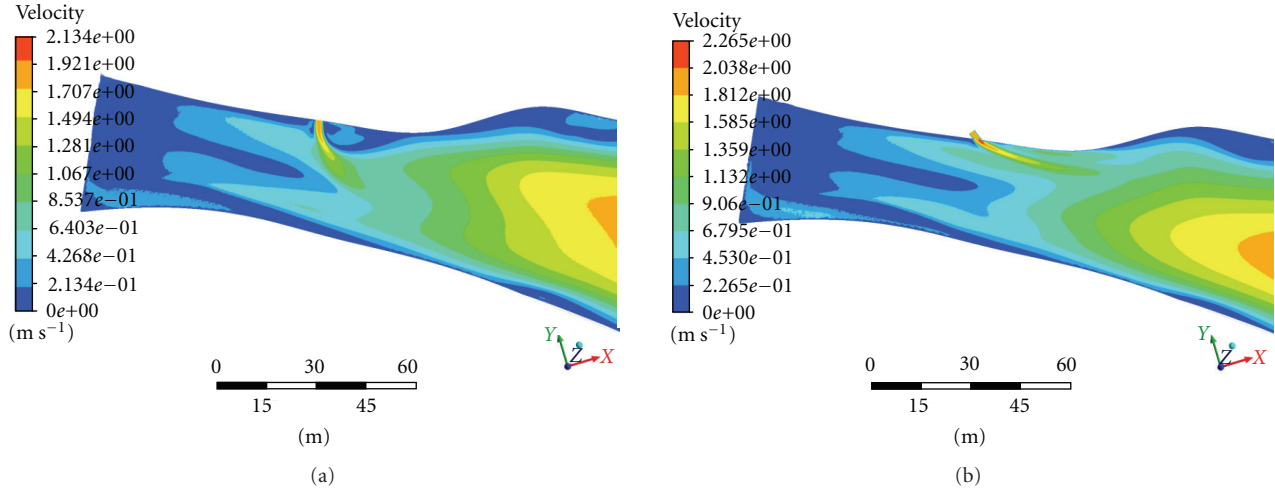 Velocity
2.134e+00
1.921e+00
1.707e+00
1.494e+00
1.281e+00
1.067e+00
8.537e−01
6.403e−01
4.268e−01
2.134e−01
0e+00
(m s−1)
Y
Z
X
0 30 60
15 45
(m)
(a)
Velocity
2.265e+00
2.038e+00
1.812e+00
1.585e+00
1.359e+00
1.132e+00
9.06e−01
6.795e−01
4.530e−01
2.265e−01
0e+00
(m s−1)
Y
Z
X
0 30 60
15 45
(m)
(b)